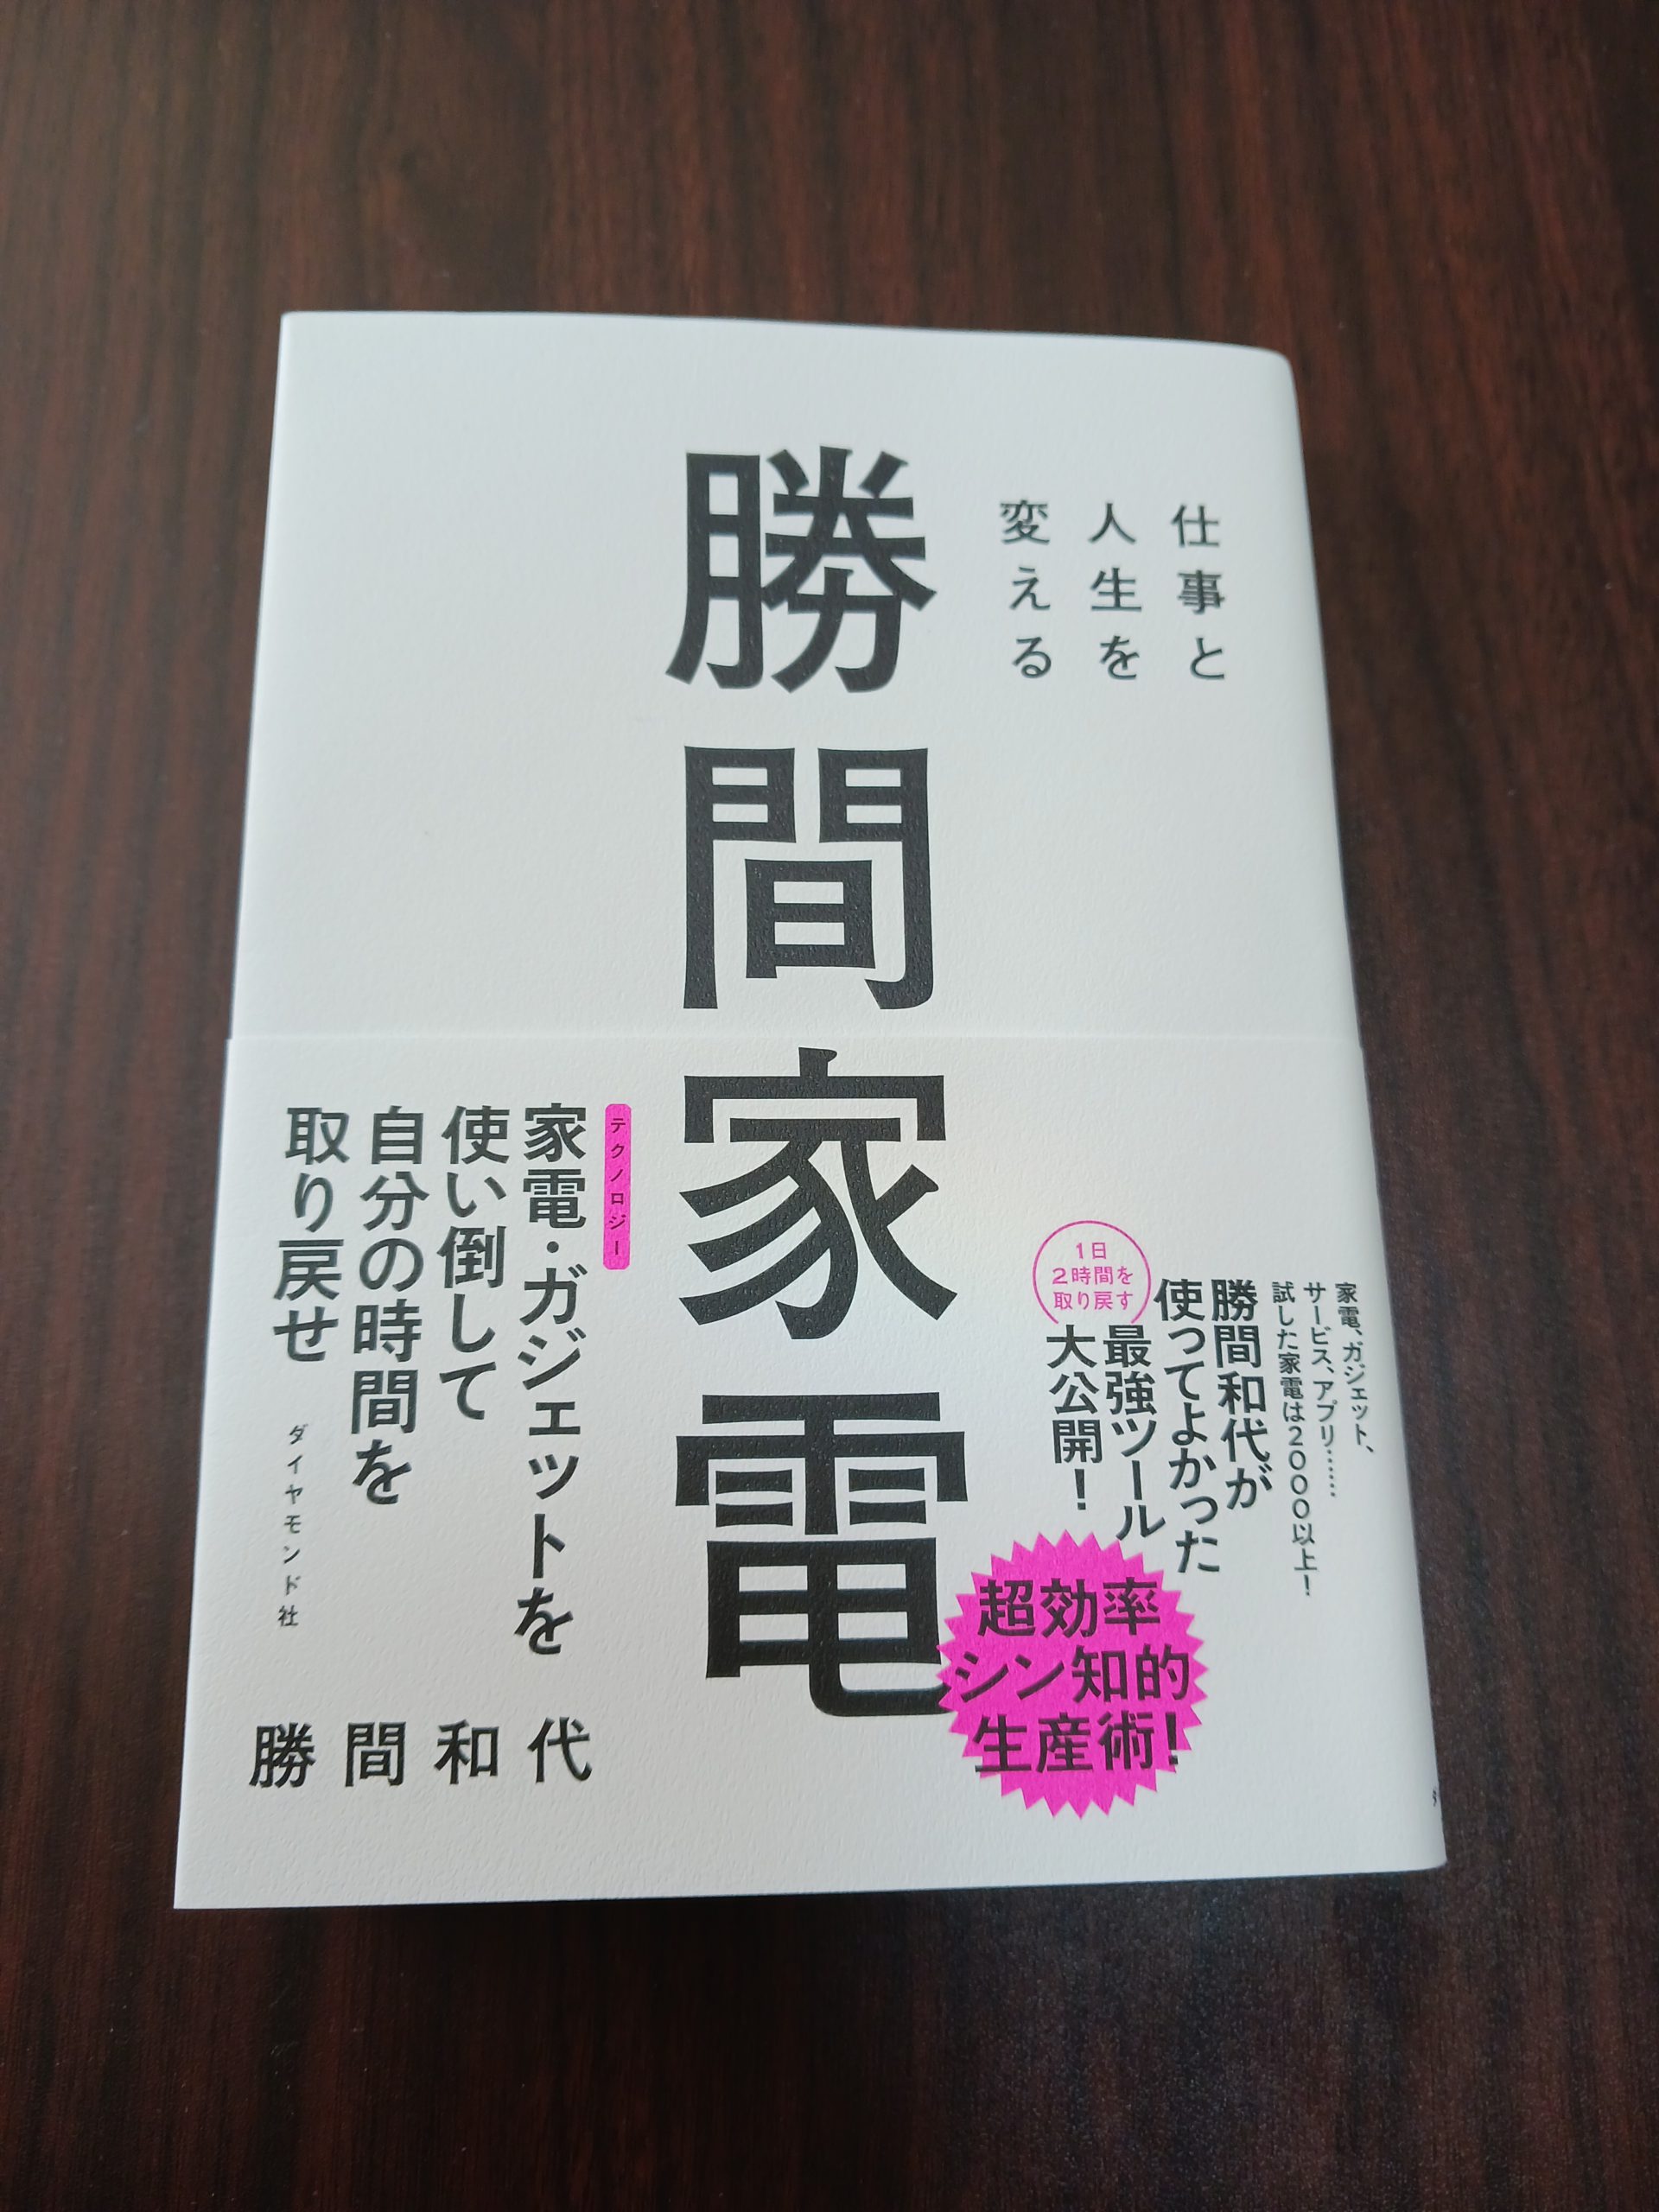 仕事と
人生を
変える
勝間家電
家電、ガジェット、
サービス、アプリ……
試した家電は2000以上！
勝間和代が
使ってよかった
1日
2時間を
取り戻す
最強ツール
大公開！
超効率
シン知的
生産術！
テクノロジー
家電・ガジェットを
使い倒して
自分の時間を
取り戻せ
ダイヤモンド社
勝間和代